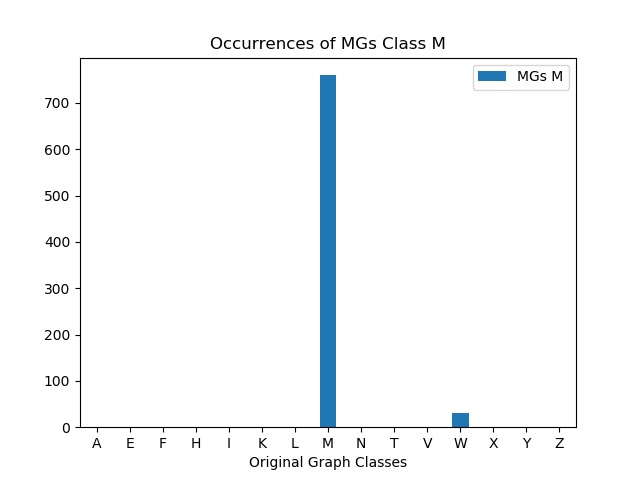 Occurrences of MGs Class M
MGs M
700
600
500
400
300
200
100
0
A E F H I K L M N T V W X Y Z
Original Graph Classes